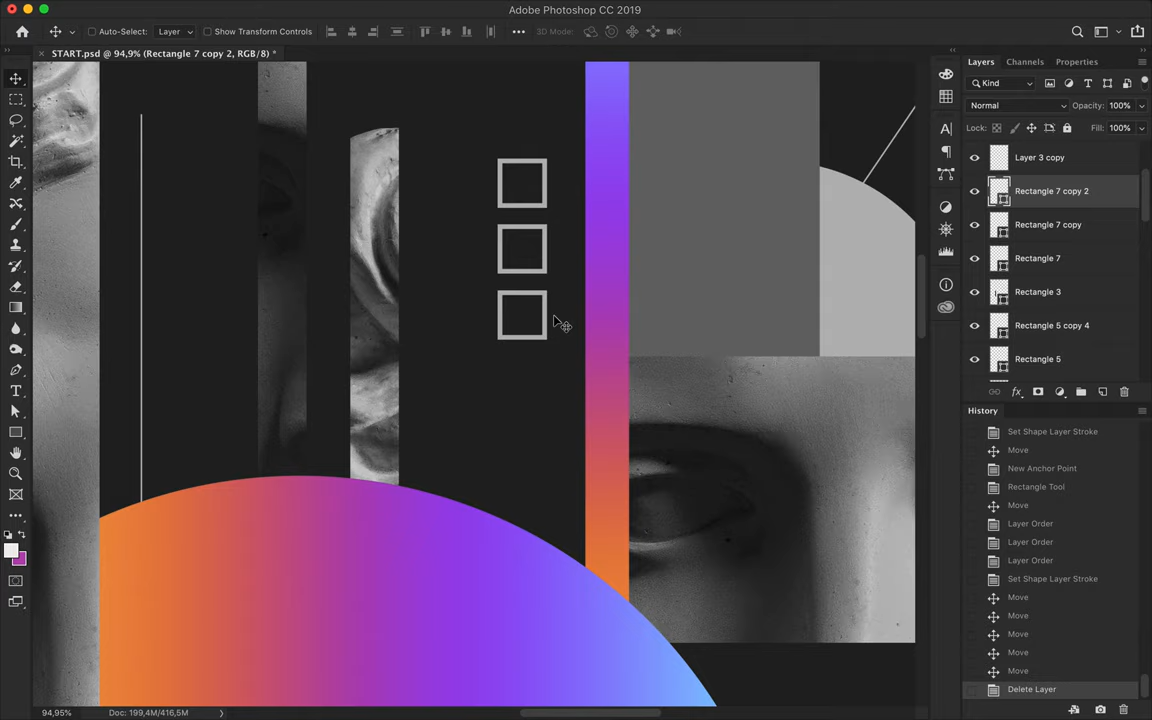 Adobe Photoshop CC 2019
Auto-Select: Layer Show Transform Controls 3D Mode:
START.psd @ 94,9% (Rectangle 7 copy 2, RGB/8) *
Layers Channels Properties
Kind
Normal Opacity: 100%
Lock: Fill: 100%
Layer 3 copy
Rectangle 7 copy 2
Rectangle 7 copy
Rectangle 7
Rectangle 3
Rectangle 5 copy 4
Rectangle 5
History
Set Shape Layer Stroke
Move
New Anchor Point
Rectangle Tool
Move
Layer Order
Layer Order
Layer Order
Set Shape Layer Stroke
Move
Move
Move
Move
Move
Delete Layer
94,95% Doc: 199,4M/416,5M